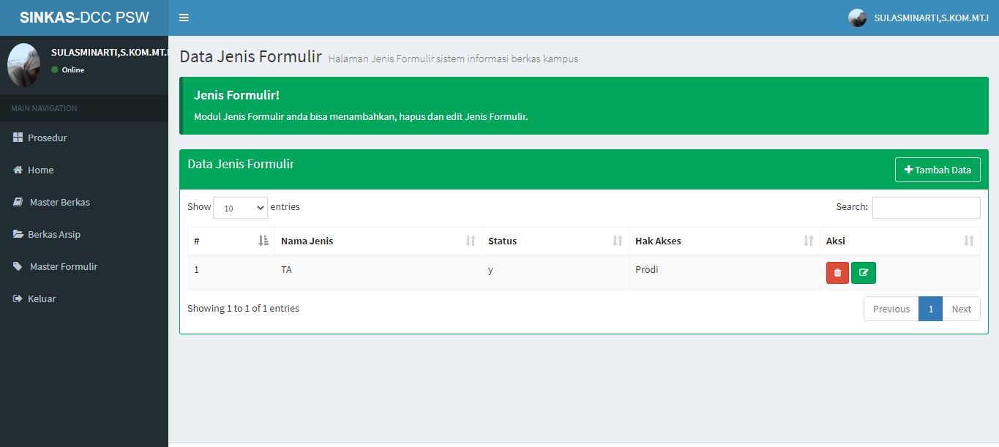 SINKAS-DCC PSW
SULASMINARTI,S.KOM.MT.I
SULASMINARTI,S.KOM.MT.I
Online
MAIN NAVIGATION
Prosedur
Home
Master Berkas
Berkas Arsip
Master Formulir
Keluar
Data Jenis Formulir Halaman Jenis Formulir sistem informasi berkas kampus
Jenis Formulir!
Modul Jenis Formulir anda bisa menambahkan, hapus dan edit Jenis Formulir.
Data Jenis Formulir
Tambah Data
Show 10 entries
Search:
# Nama Jenis Status Hak Akses Aksi
1 TA y Prodi
Showing 1 to 1 of 1 entries
Previous 1 Next